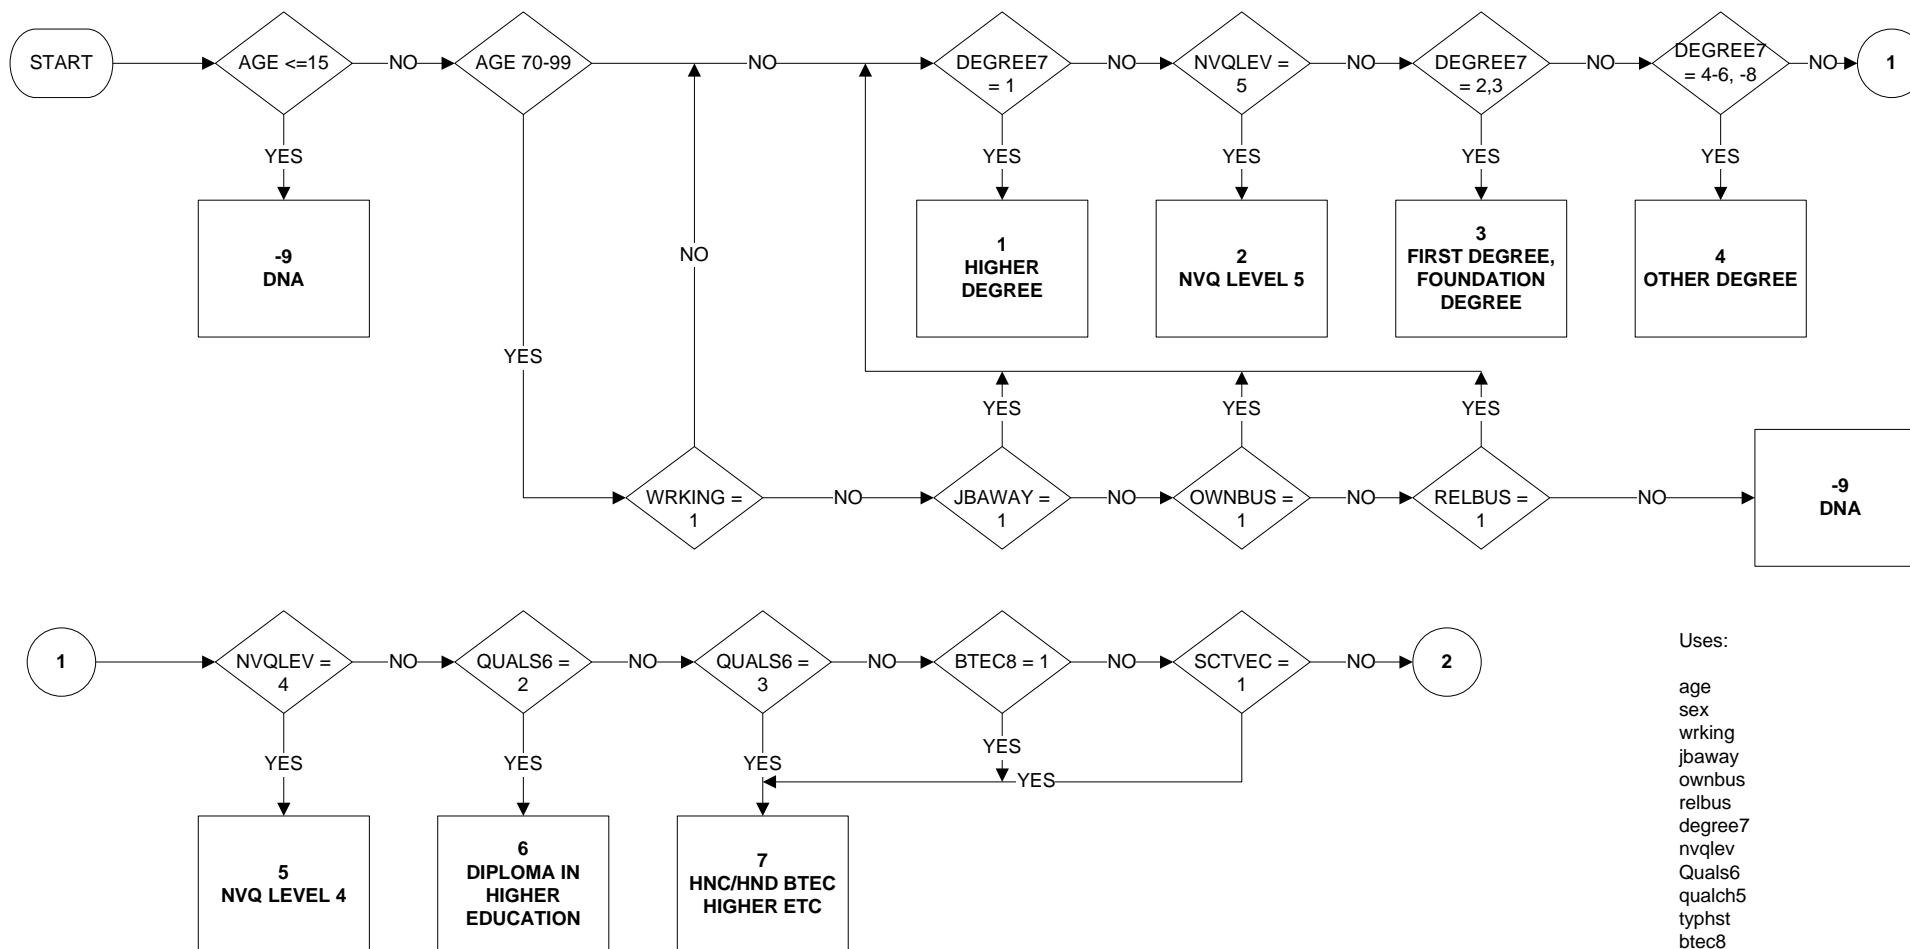 START
AGE <=15
NO
AGE 70-99
NO
DEGREE7
= 1
NO
NVQLEV =
5
NO
DEGREE7
= 2,3
NO
DEGREE7
= 4-6, -8
NO
1
YES
YES
YES
YES
YES
-9
DNA
1
HIGHER
DEGREE
2
NVQ LEVEL 5
3
FIRST DEGREE,
FOUNDATION
DEGREE
4
OTHER DEGREE
NO
YES
YES
YES
YES
WRKING =
1
NO
JBAWAY =
1
NO
OWNBUS =
1
NO
RELBUS =
1
NO
-9
DNA
1
NVQLEV =
4
NO
QUALS6 =
2
NO
QUALS6 =
3
NO
BTEC8 = 1
NO
SCTVEC =
1
NO
2
YES
YES
YES
YES
YES
5
NVQ LEVEL 4
6
DIPLOMA IN
HIGHER
EDUCATION
7
HNC/HND BTEC
HIGHER ETC
Uses:
age
sex
wrking
jbaway
ownbus
relbus
degree7
nvqlev
Quals6
qualch5
typhst
btec8